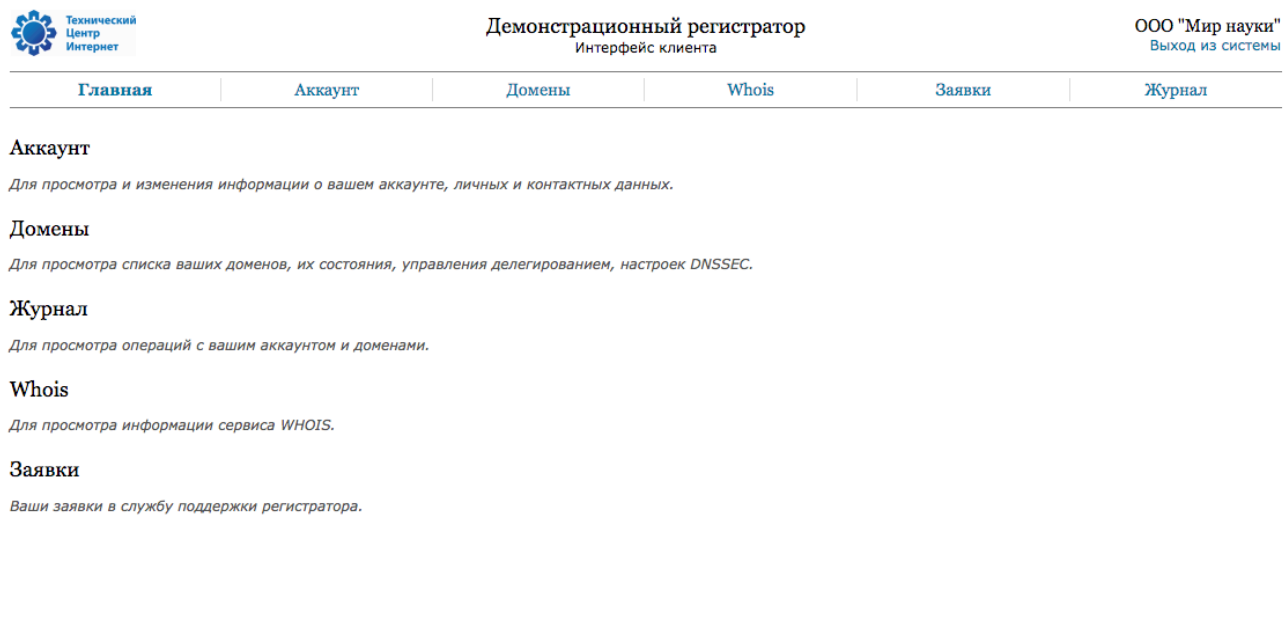 Технический
Центр
Интернет
Демонстрационный регистратор
Интерфейс клиента
ООО "Мир науки"
Выход из системы
Главная
Аккаунт
Домены
Whois
Заявки
Журнал
Аккаунт
Для просмотра и изменения информации о вашем аккаунте, личных и контактных данных.
Домены
Для просмотра списка ваших доменов, их состояния, управления делегированием, настроек DNSSEC.
Журнал
Для просмотра операций с вашим аккаунтом и доменами.
Whois
Для просмотра информации сервиса WHOIS.
Заявки
Ваши заявки в службу поддержки регистратора.